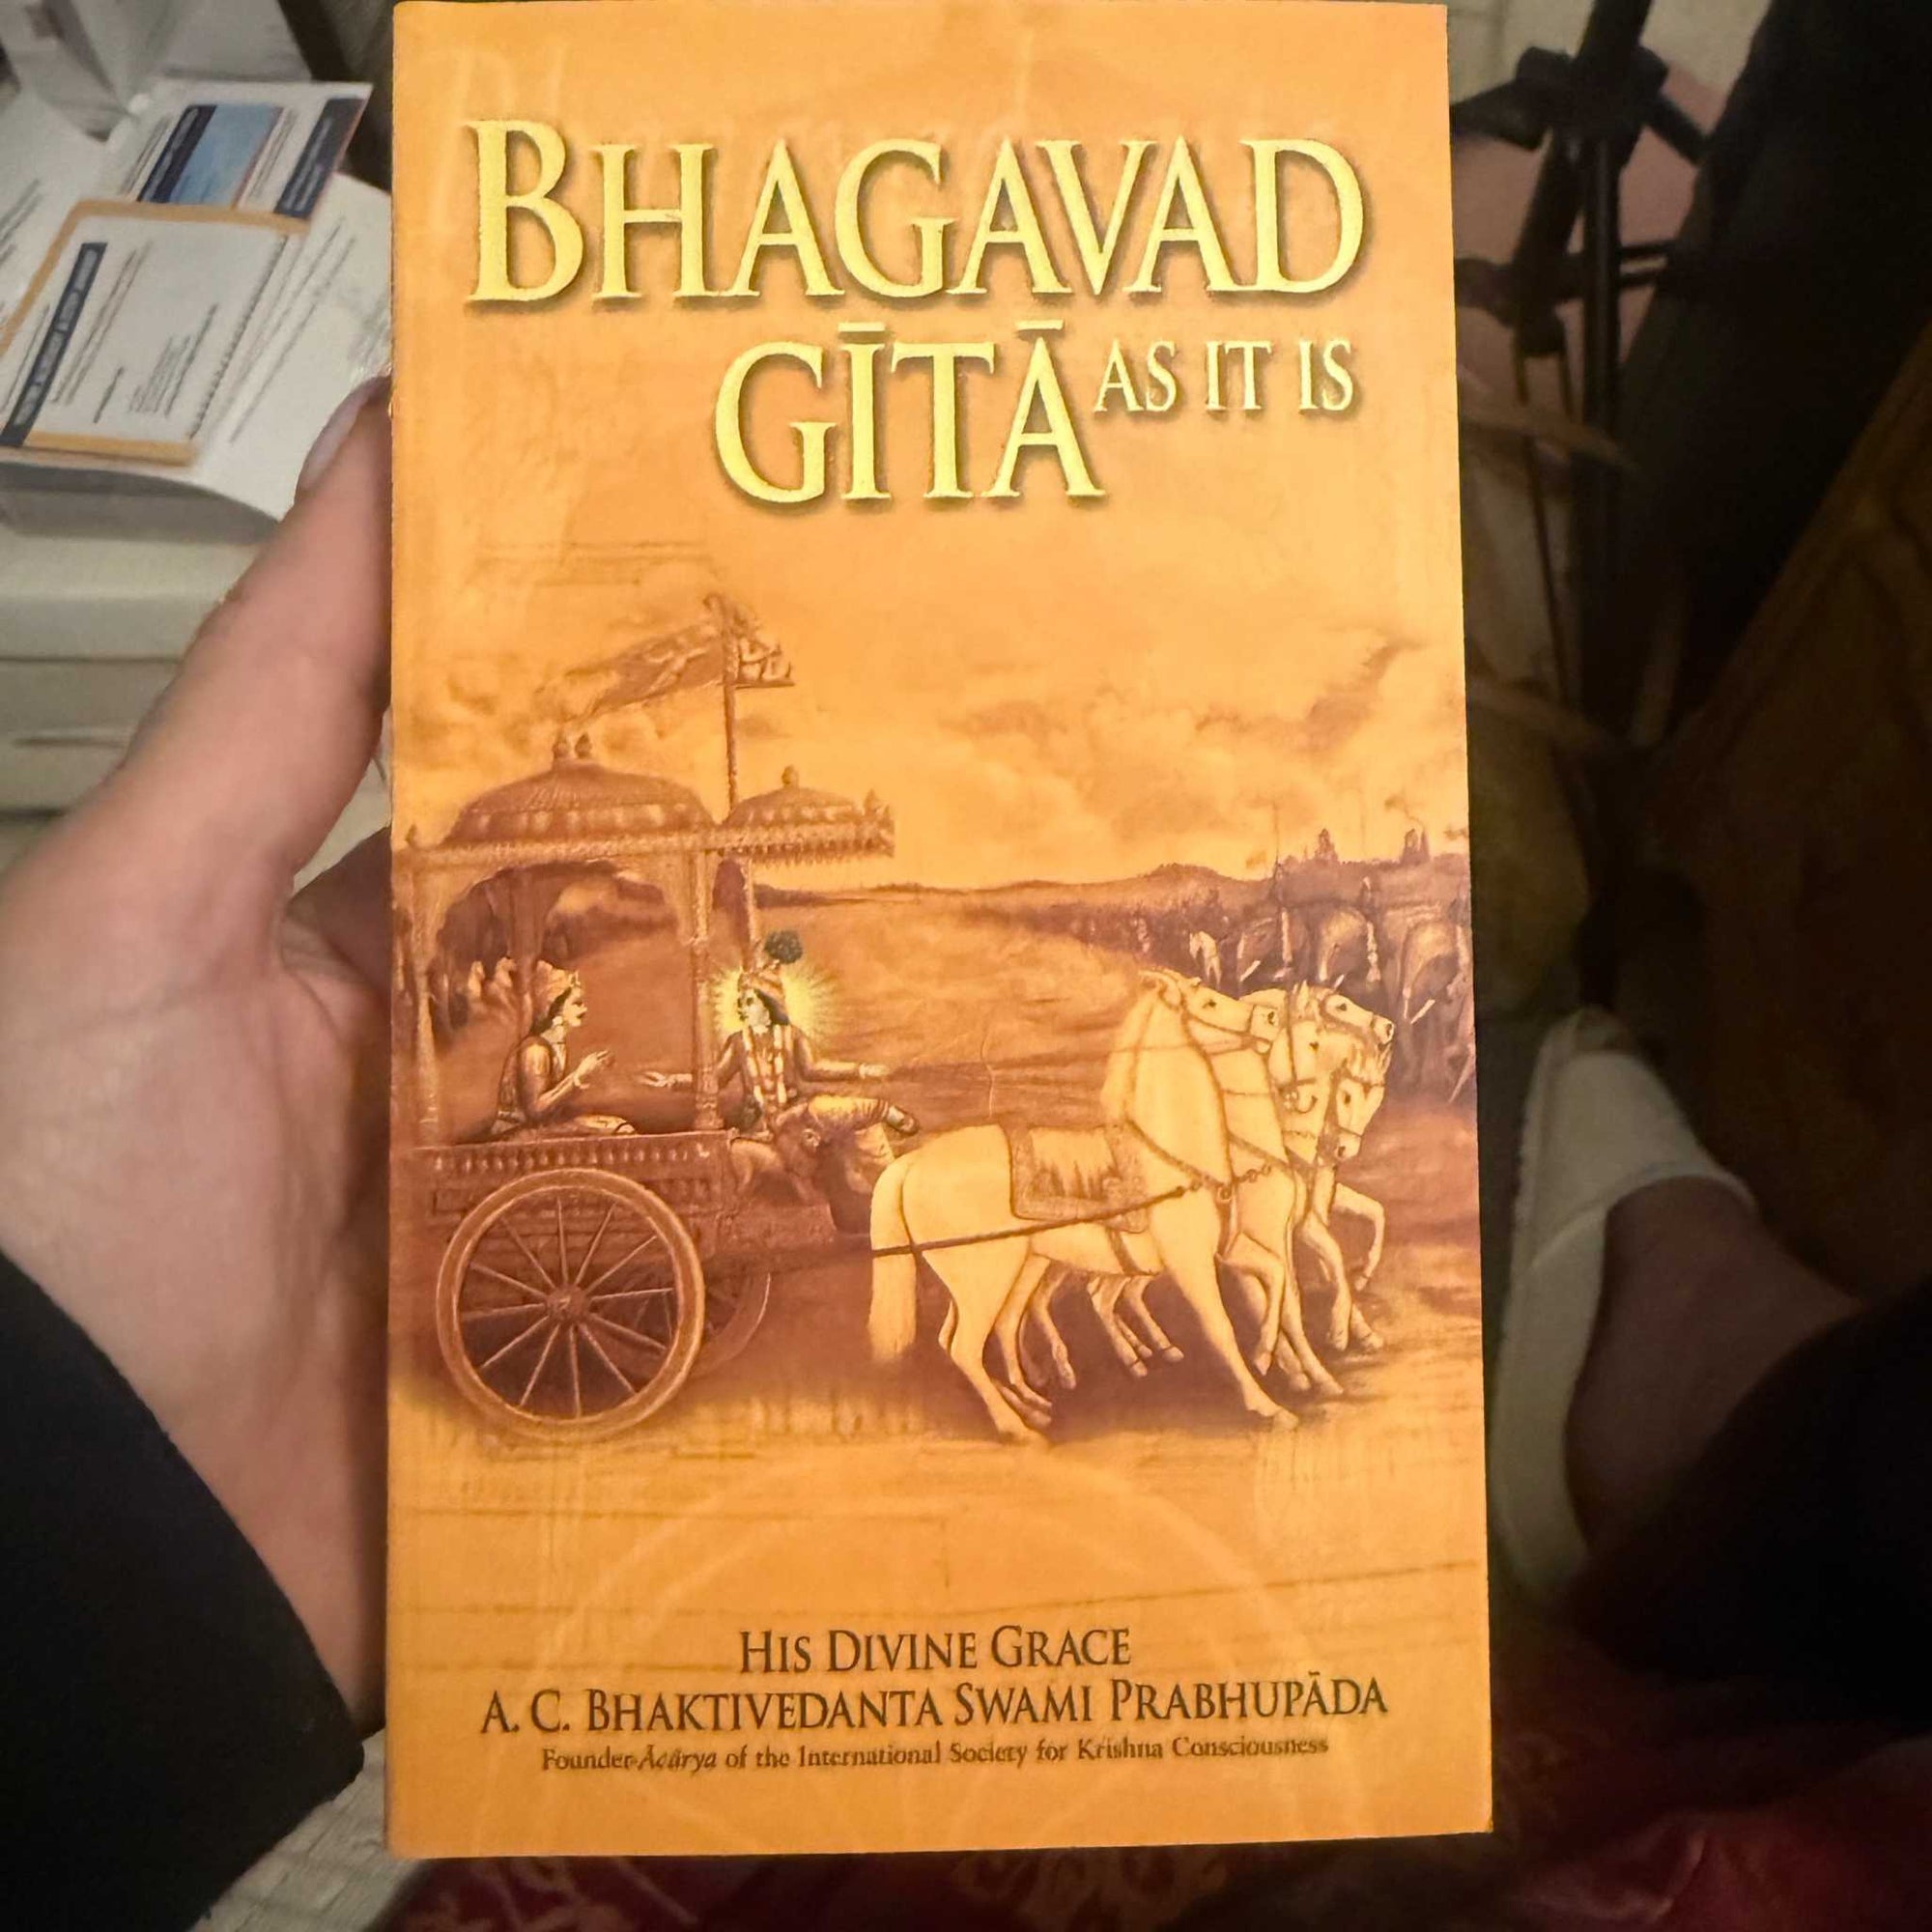 BHAGAVAD
GĪTĀ AS IT IS
HIS DIVINE GRACE
A. C. BHAKTIVEDANTA SWAMI PRABHUPĀDA
Founder-Ācārya of the International Society for Krishna Consciousness